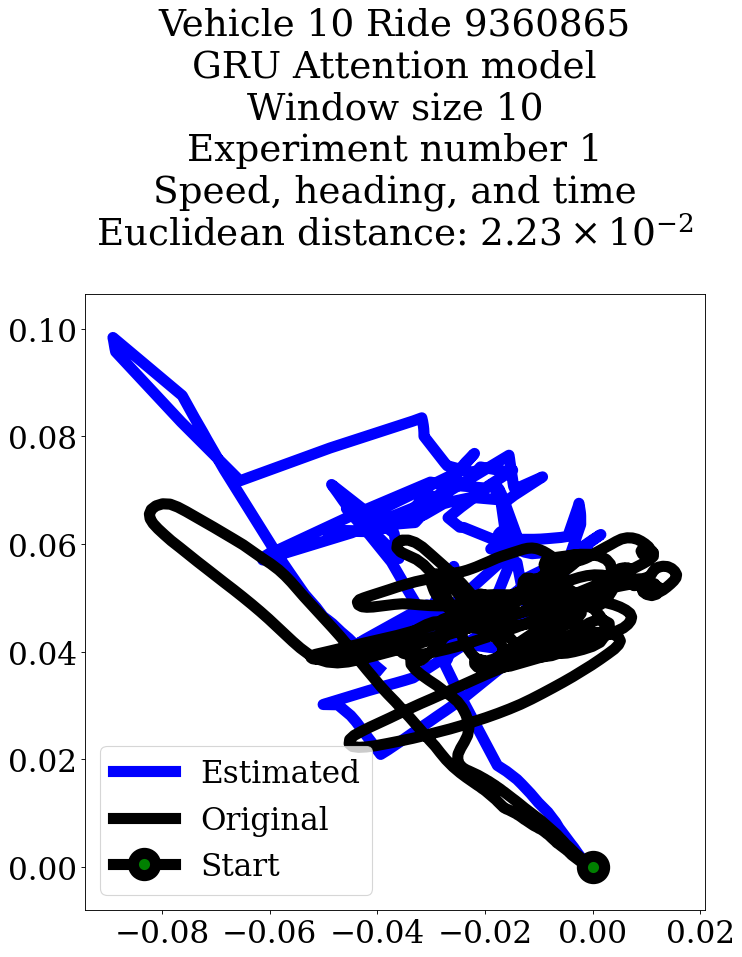 Vehicle 10 Ride 9360865
GRU Attention model
Window size 10
Experiment number 1
Speed, heading, and time
Euclidean distance: 2.23 × 10⁻²
0.10
0.08
0.06
0.04
0.02
0.00
Estimated
Original
Start
−0.08 −0.06 −0.04 −0.02 0.00 0.02